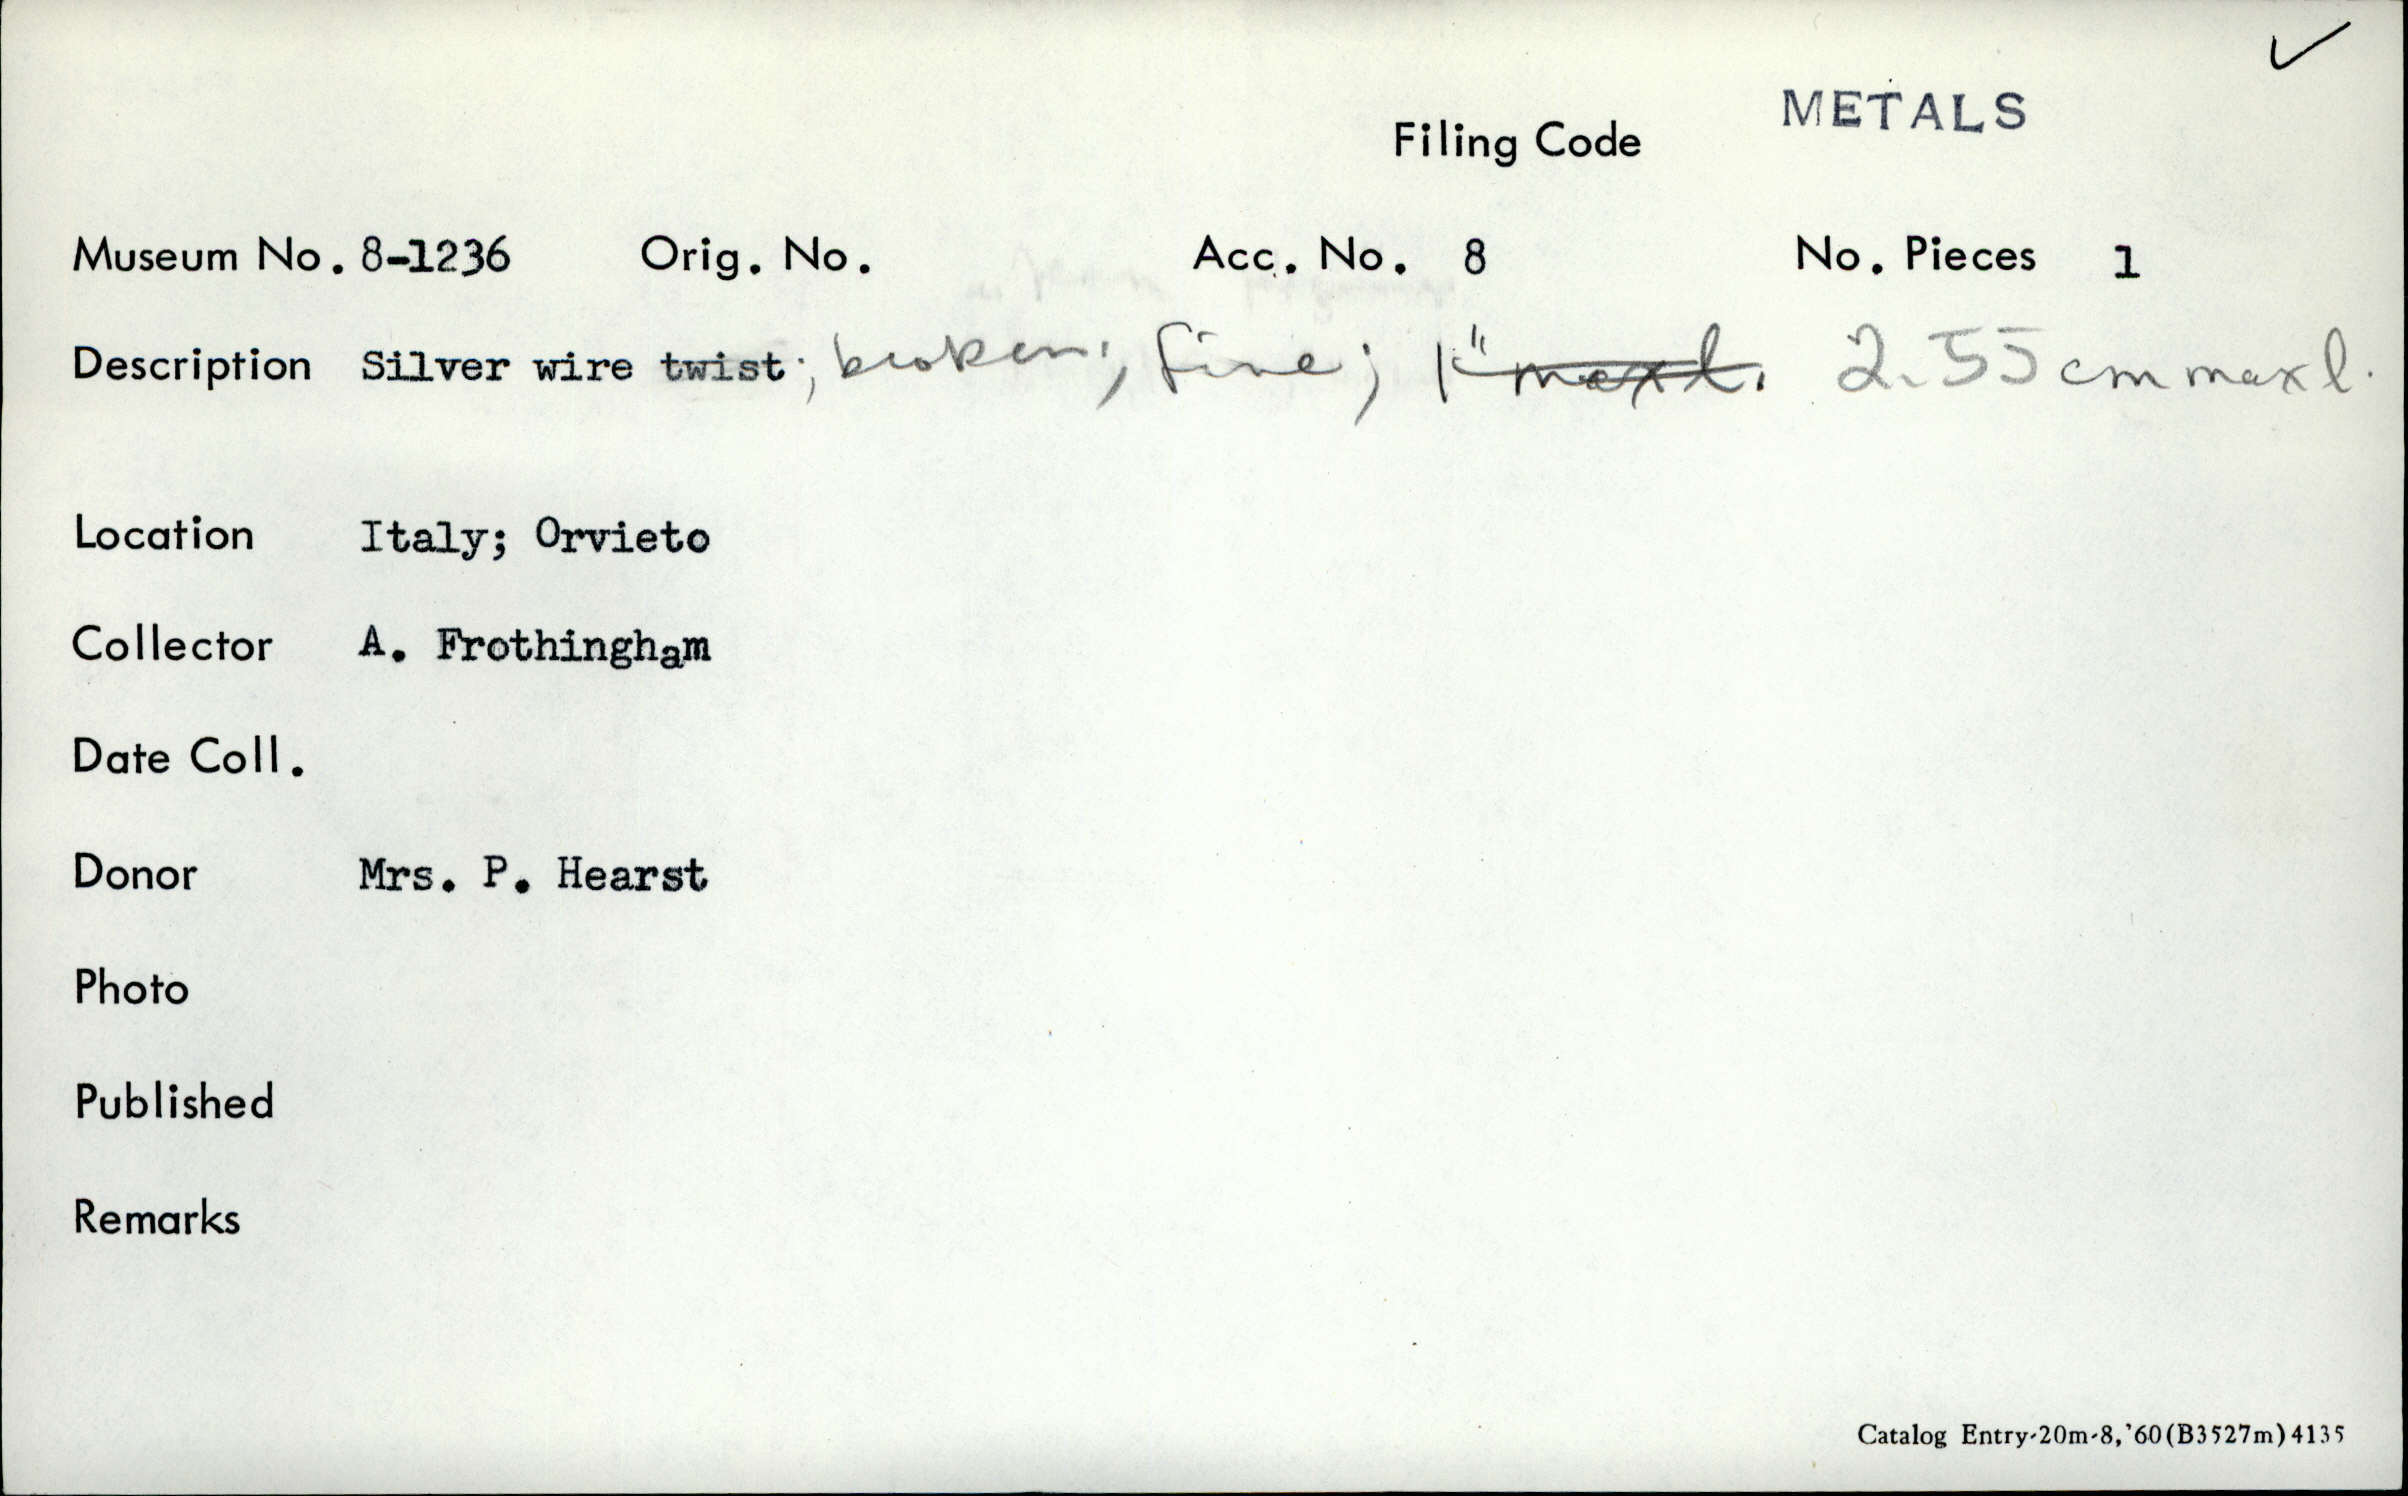 METALS
Filing Code
Museum No. 8-1236 Orig. No. Acc. No. 8 No. Pieces 1
Description Silver wire twist; broken; fine; 1" max l. 2.55 cm max l.
Location Italy; Orvieto
Collector A. Frothingham
Date Coll.
Donor Mrs. P. Hearst
Photo
Published
Remarks
Catalog Entry-20m-8,'60(B3527m)4135